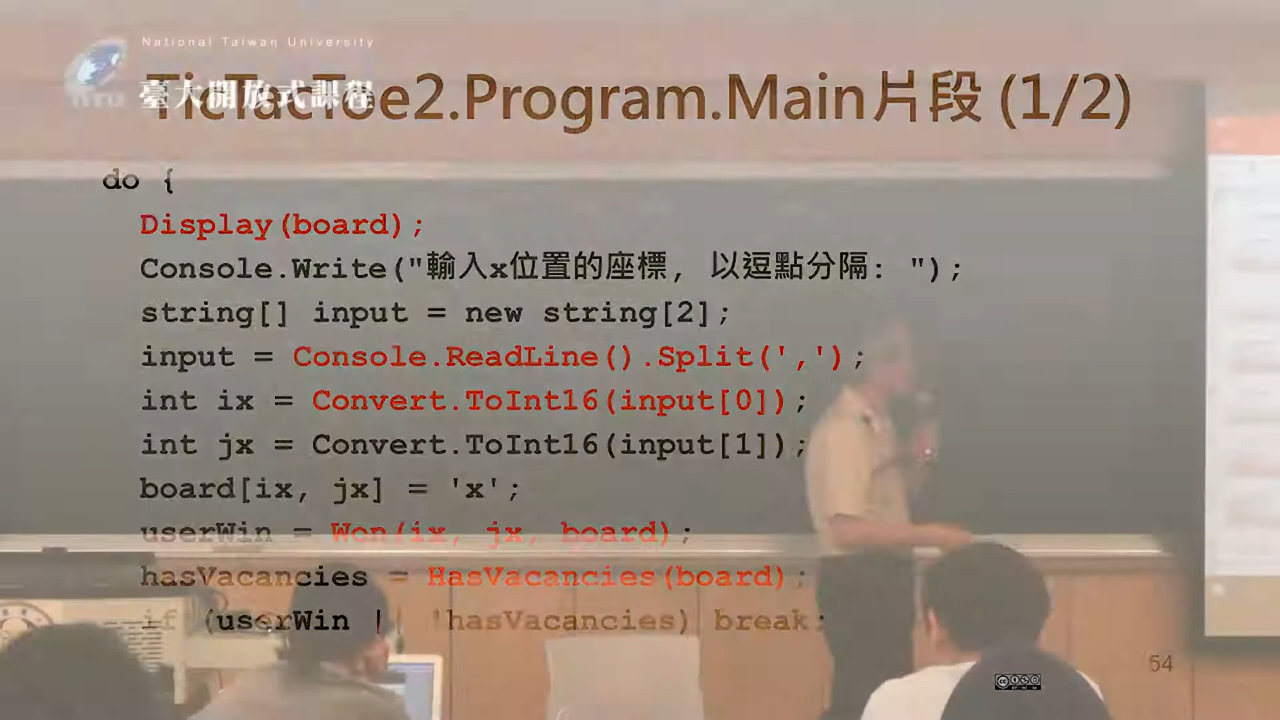 National Taiwan University
臺大開放式課程
TicTacToe2.Program.Main片段 (1/2)
do {
Display(board);
Console.Write("輸入x位置的座標, 以逗點分隔: ");
string[] input = new string[2];
input = Console.ReadLine().Split(',');
int ix = Convert.ToInt16(input[0]);
int jx = Convert.ToInt16(input[1]);
board[ix, jx] = 'x';
userWin = Won(ix, jx, board);
hasVacancies = HasVacancies(board);
if (userWin || !hasVacancies) break;
54